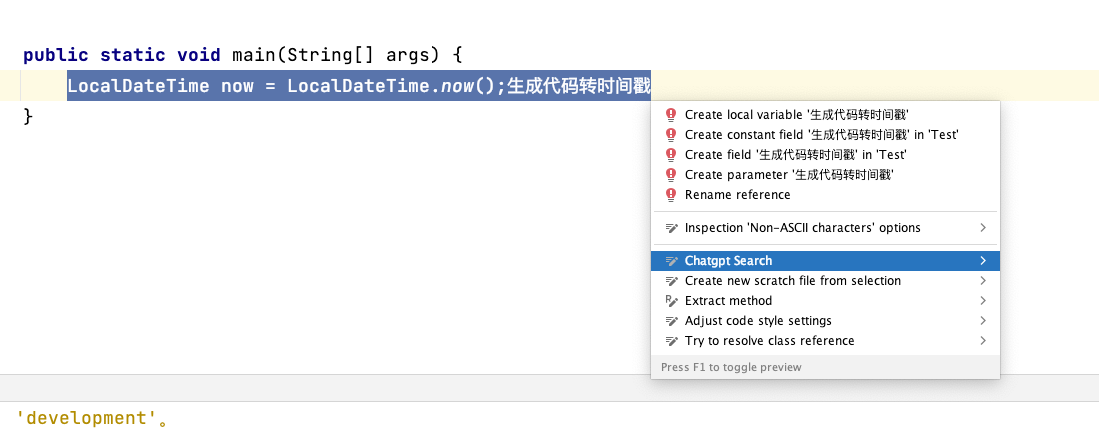 public static void main(String[] args) {
LocalDateTime now = LocalDateTime.now();生成代码转时间戳
}
Create local variable '生成代码转时间戳'
Create constant field '生成代码转时间戳' in 'Test'
Create field '生成代码转时间戳' in 'Test'
Create parameter '生成代码转时间戳'
Rename reference
Inspection 'Non-ASCII characters' options
Chatgpt Search
Create new scratch file from selection
Extract method
Adjust code style settings
Try to resolve class reference
Press F1 to toggle preview
'development'。